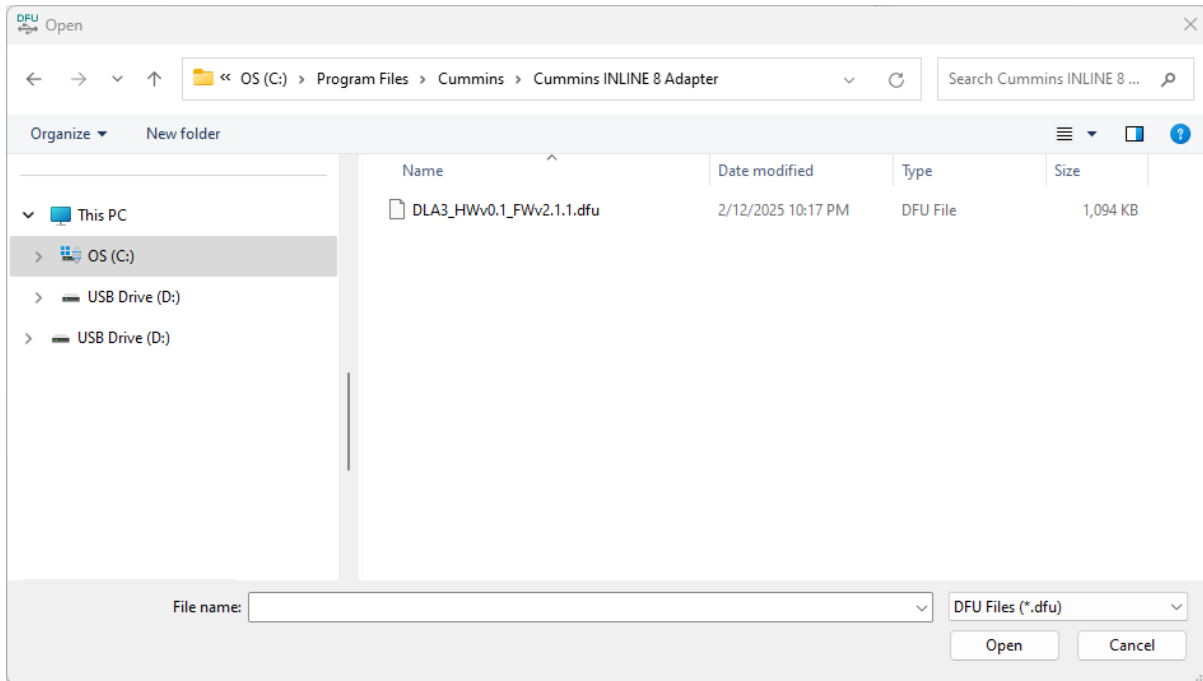 DFU Open
« OS (C:) > Program Files > Cummins > Cummins INLINE 8 Adapter
Search Cummins INLINE 8 ...
Organize New folder
?
Name Date modified Type Size
This PC
DLA3_HWv0.1_FWv2.1.1.dfu 2/12/2025 10:17 PM DFU File 1,094 KB
OS (C:)
USB Drive (D:)
USB Drive (D:)
File name: DFU Files (*.dfu)
Open Cancel